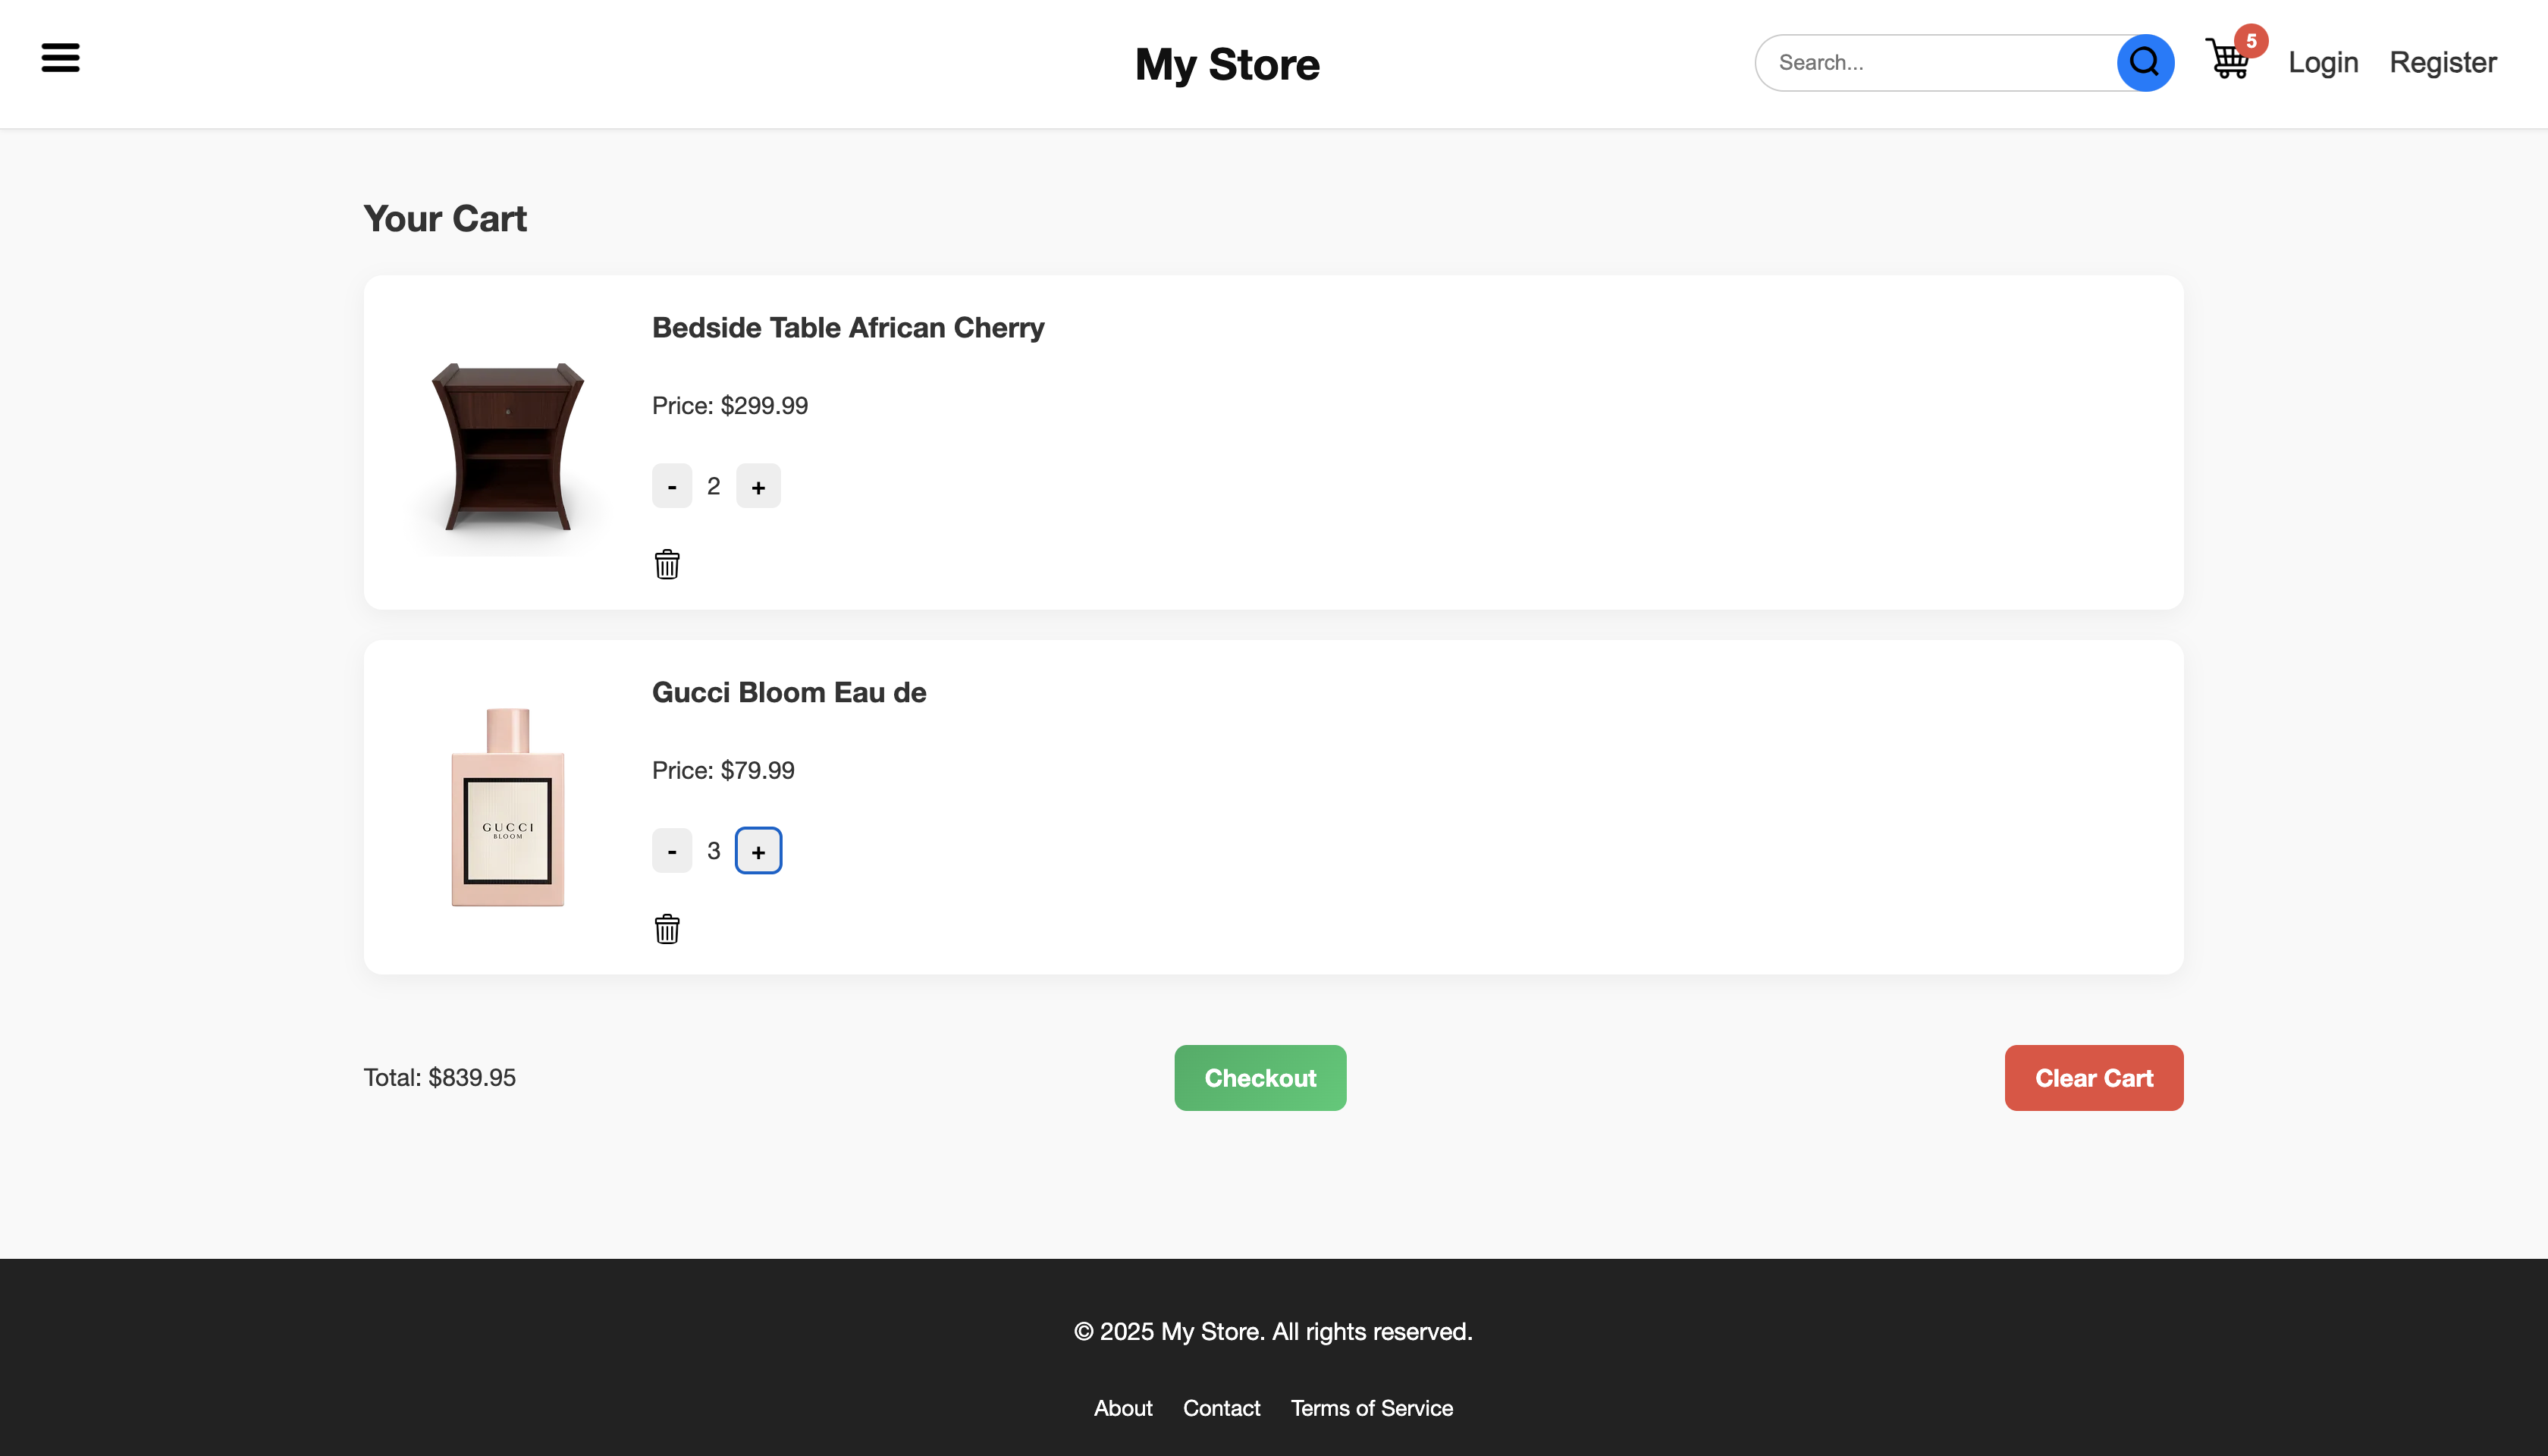 My Store
Search...
5
Login
Register
Your Cart
Bedside Table African Cherry
Price: $299.99
- 2 +
Gucci Bloom Eau de
Price: $79.99
- 3 +
GUCCI
BLOOM
Total: $839.95
Checkout
Clear Cart
© 2025 My Store. All rights reserved.
About
Contact
Terms of Service